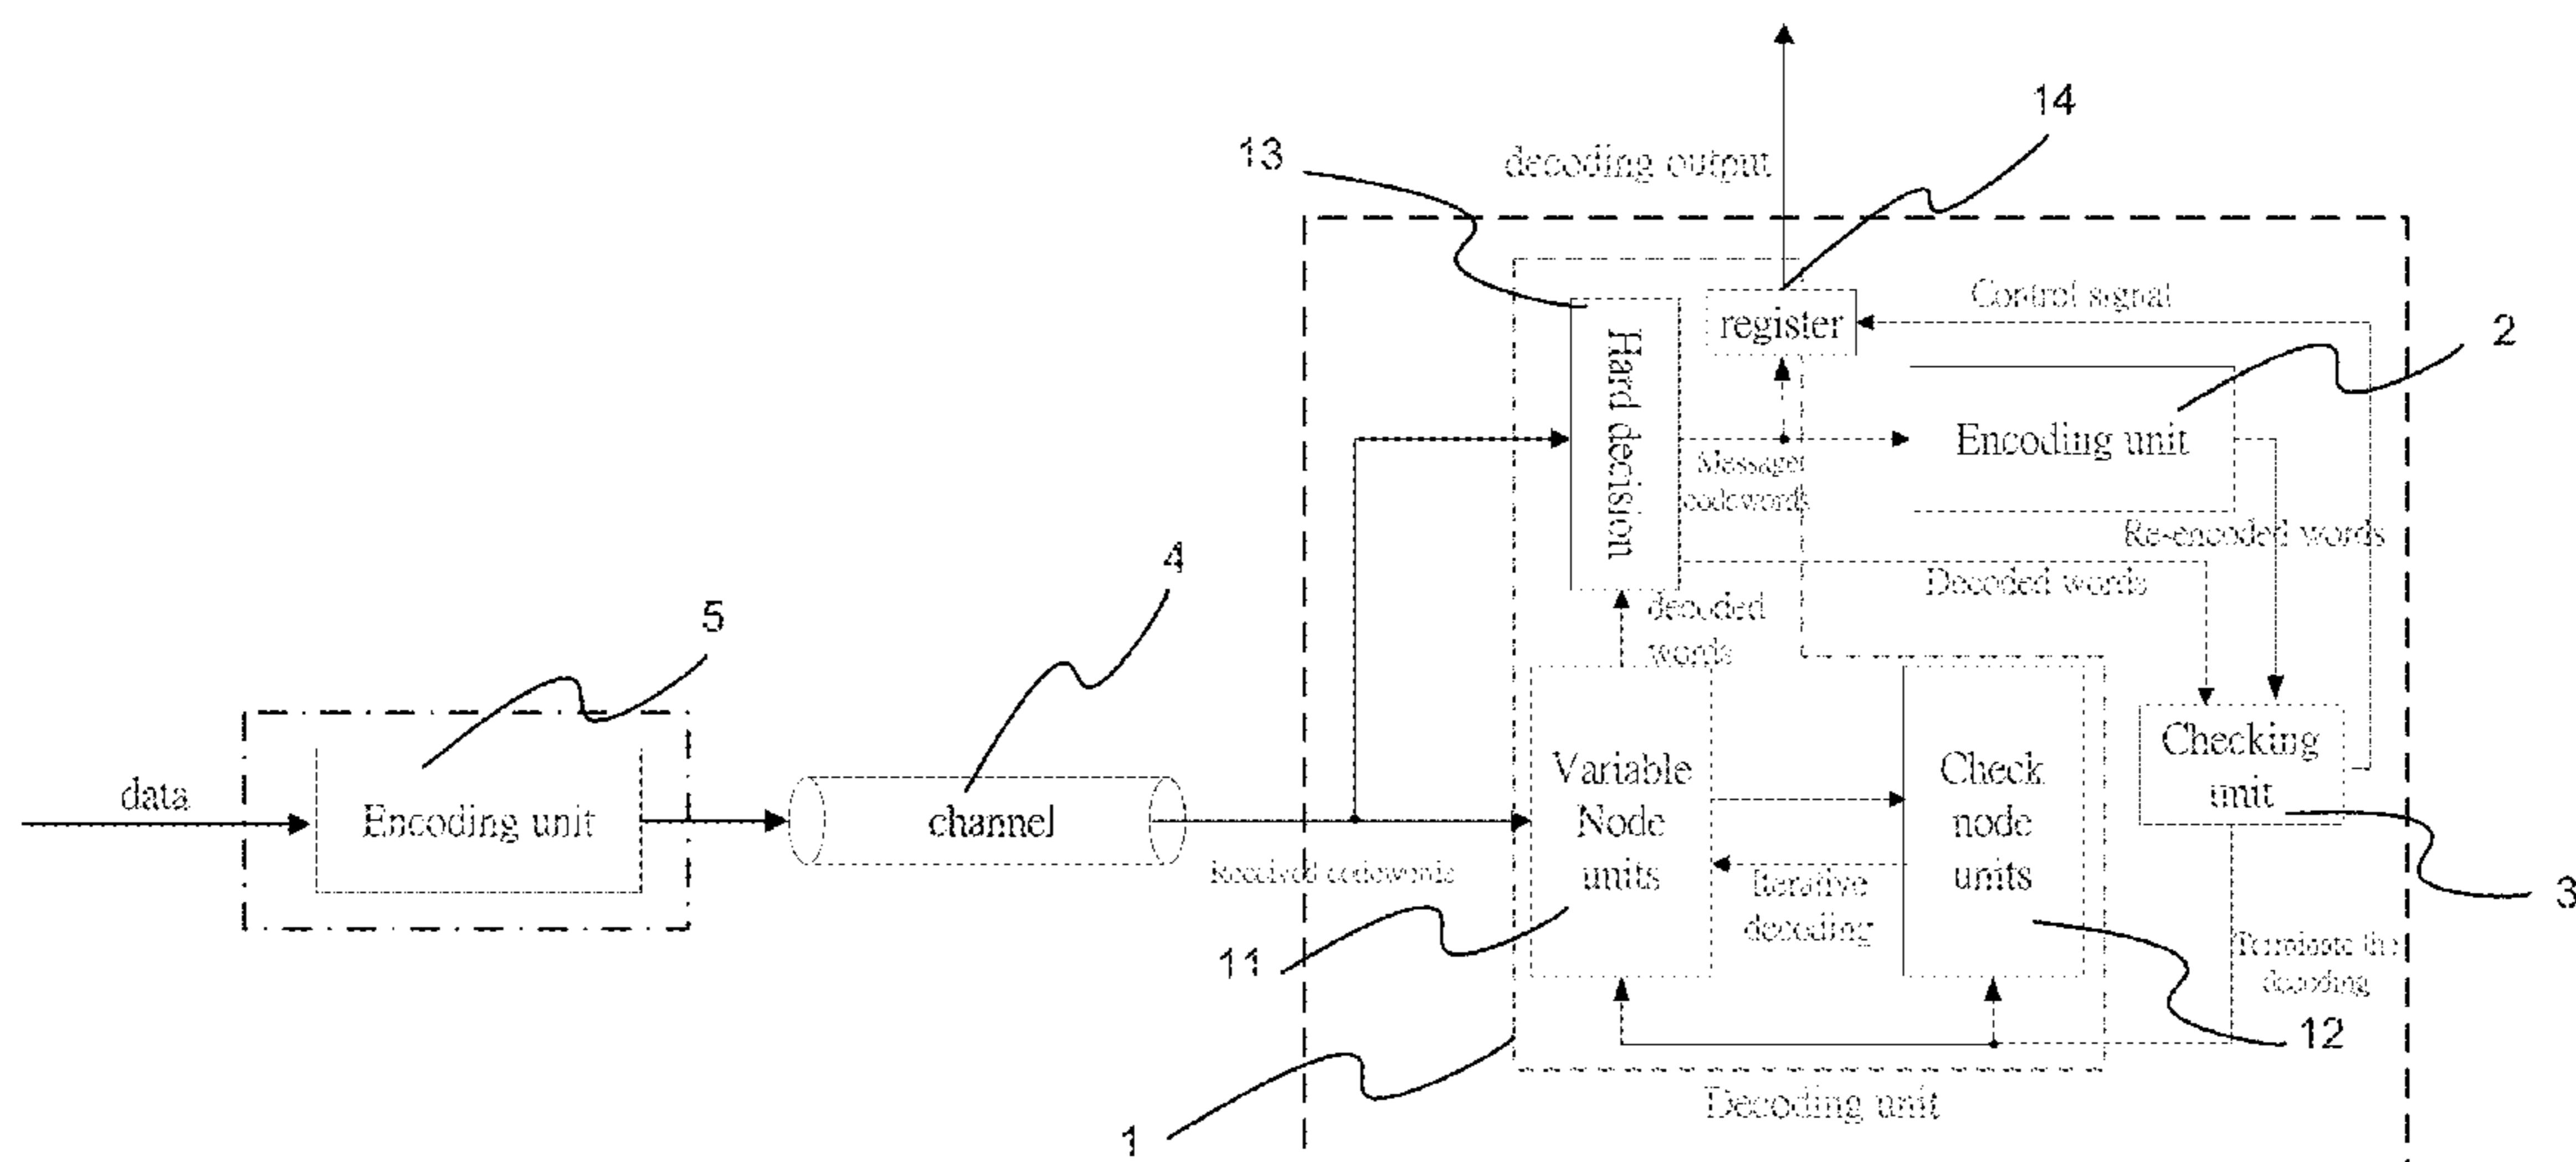 14
13
decoding output
Control signal
register
2
Hard decision
Encoding unit
Message
codewords
Re-encoded words
Decoded words
4
decoded
words
5
Checking
unit
Variable
Node
units
Check
node
units
data
Encoding unit
channel
Received codewords
Iterative
decoding
3
11
Terminate the
decoding
12
Decoding unit
1